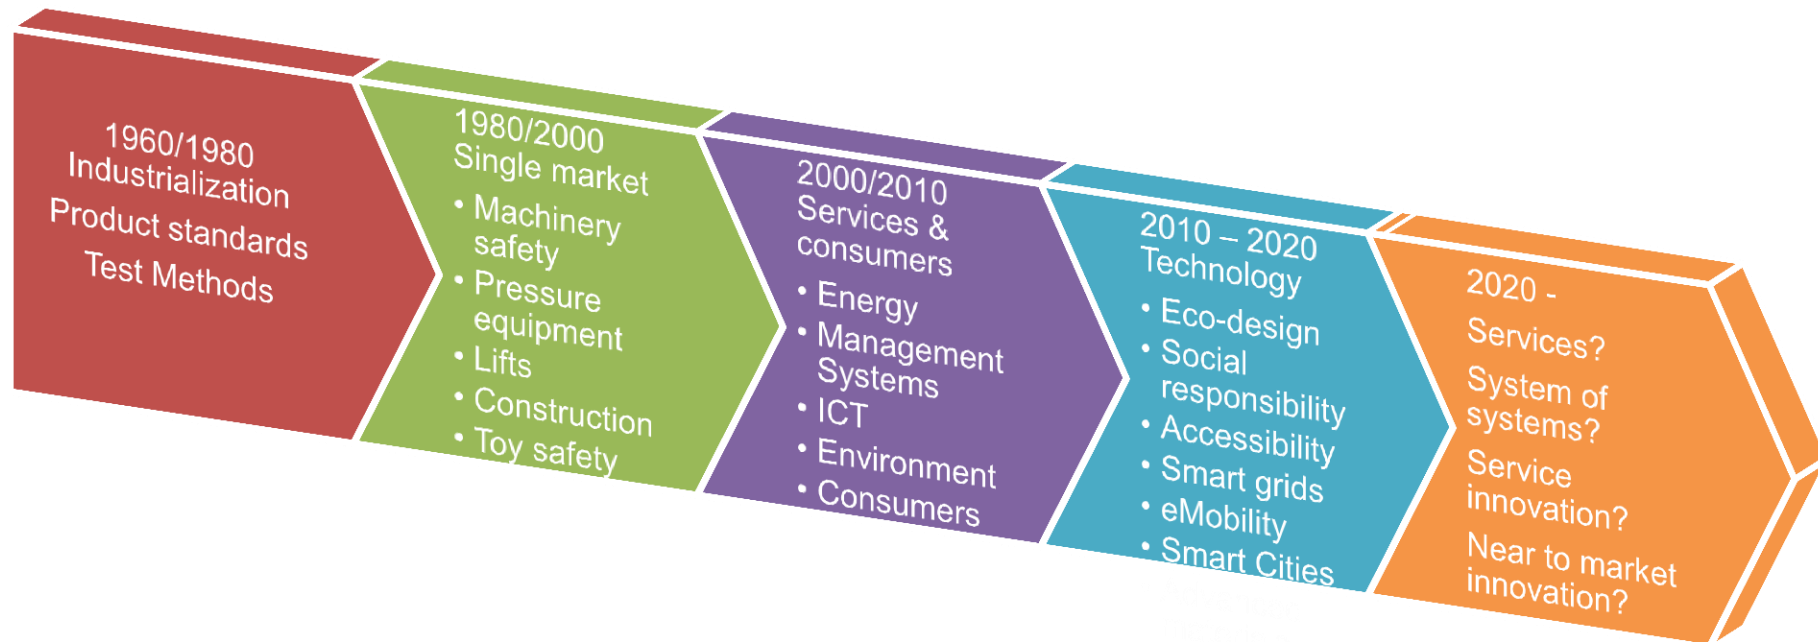 1960/1980
Industrialization
Product standards
Test Methods
1980/2000
Single market
• Machinery
safety
• Pressure
equipment
• Lifts
• Construction
• Toy safety
2000/2010
Services &
consumers
• Energy
• Management
Systems
• ICT
• Environment
• Consumers
2010 – 2020
Technology
• Eco-design
• Social
responsibility
• Accessibility
• Smart grids
• eMobility
• Smart Cities
2020 -
Services?
System of
systems?
Service
innovation?
Near to market
innovation?